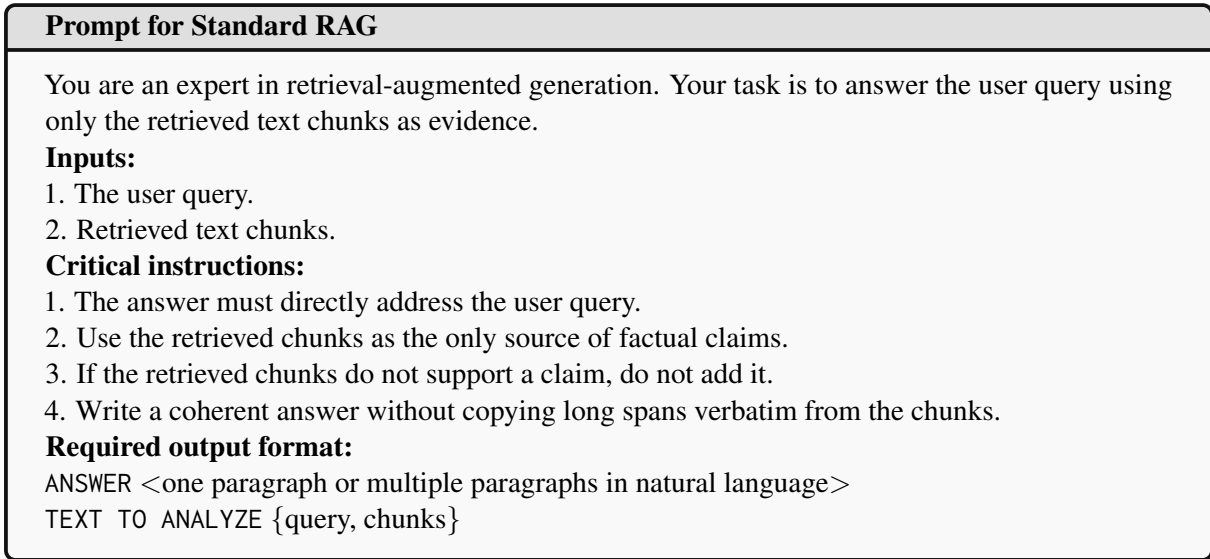 Prompt for Standard RAG
You are an expert in retrieval-augmented generation. Your task is to answer the user query using
only the retrieved text chunks as evidence.
Inputs:
1. The user query.
2. Retrieved text chunks.
Critical instructions:
1. The answer must directly address the user query.
2. Use the retrieved chunks as the only source of factual claims.
3. If the retrieved chunks do not support a claim, do not add it.
4. Write a coherent answer without copying long spans verbatim from the chunks.
Required output format:
ANSWER <one paragraph or multiple paragraphs in natural language>
TEXT TO ANALYZE {query, chunks}